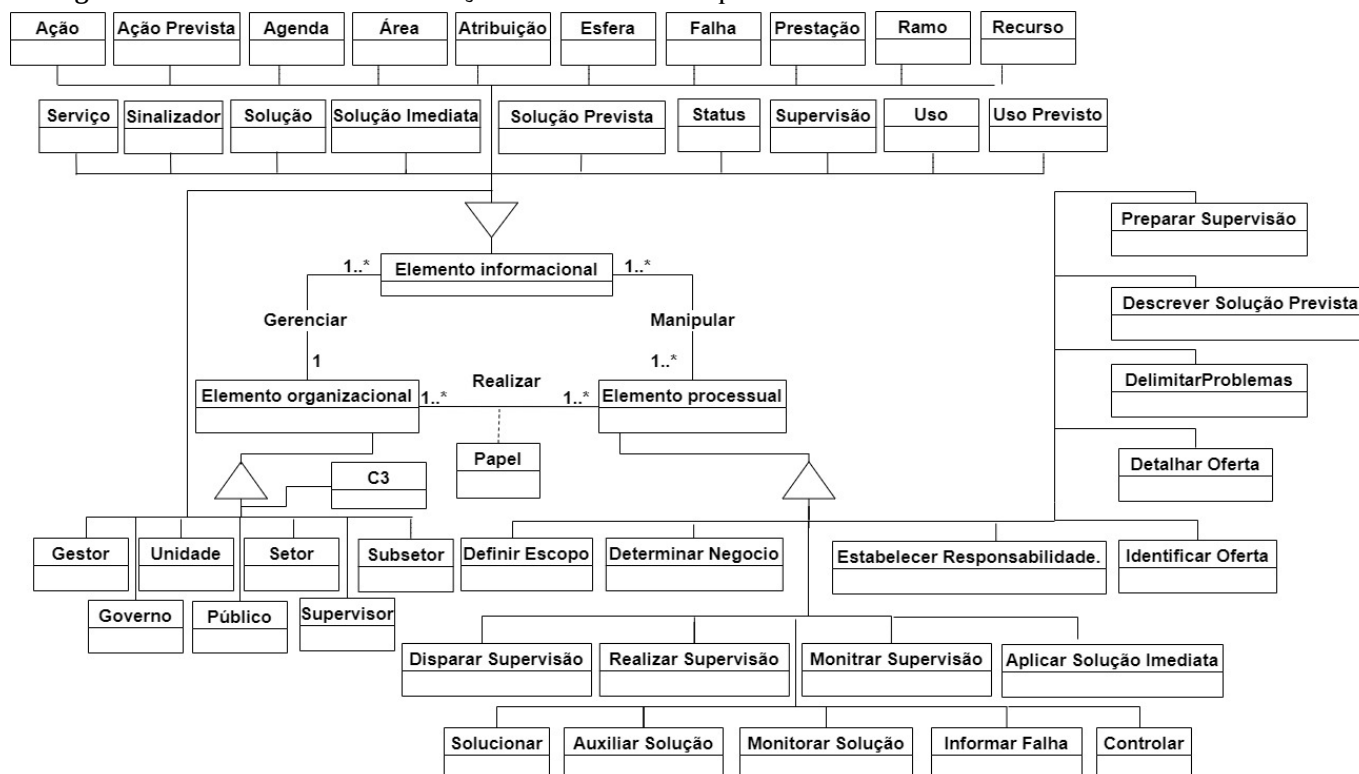 Ação
Ação Prevista
Agenda
Área
Atribuição
Esfera
Falha
Prestação
Ramo
Recurso
Serviço
Sinalizador
Solução
Solução Imediata
Solução Prevista
Status
Supervisão
Uso
Uso Previsto
Preparar Supervisão
1..*
Elemento informacional
1..*
Descrever Solução Prevista
Gerenciar
Manipular
1
1..*
Realizar
DelimitarProblemas
Elemento organizacional
1..*
1..*
Elemento processual
Papel
C3
Detalhar Oferta
Gestor
Unidade
Setor
Subsetor
Definir Escopo
Determinar Negocio
Estabelecer Responsabilidade.
Identificar Oferta
Governo
Público
Supervisor
Disparar Supervisão
Realizar Supervisão
Monitrar Supervisão
Aplicar Solução Imediata
Solucionar
Auxiliar Solução
Monitorar Solução
Informar Falha
Controlar